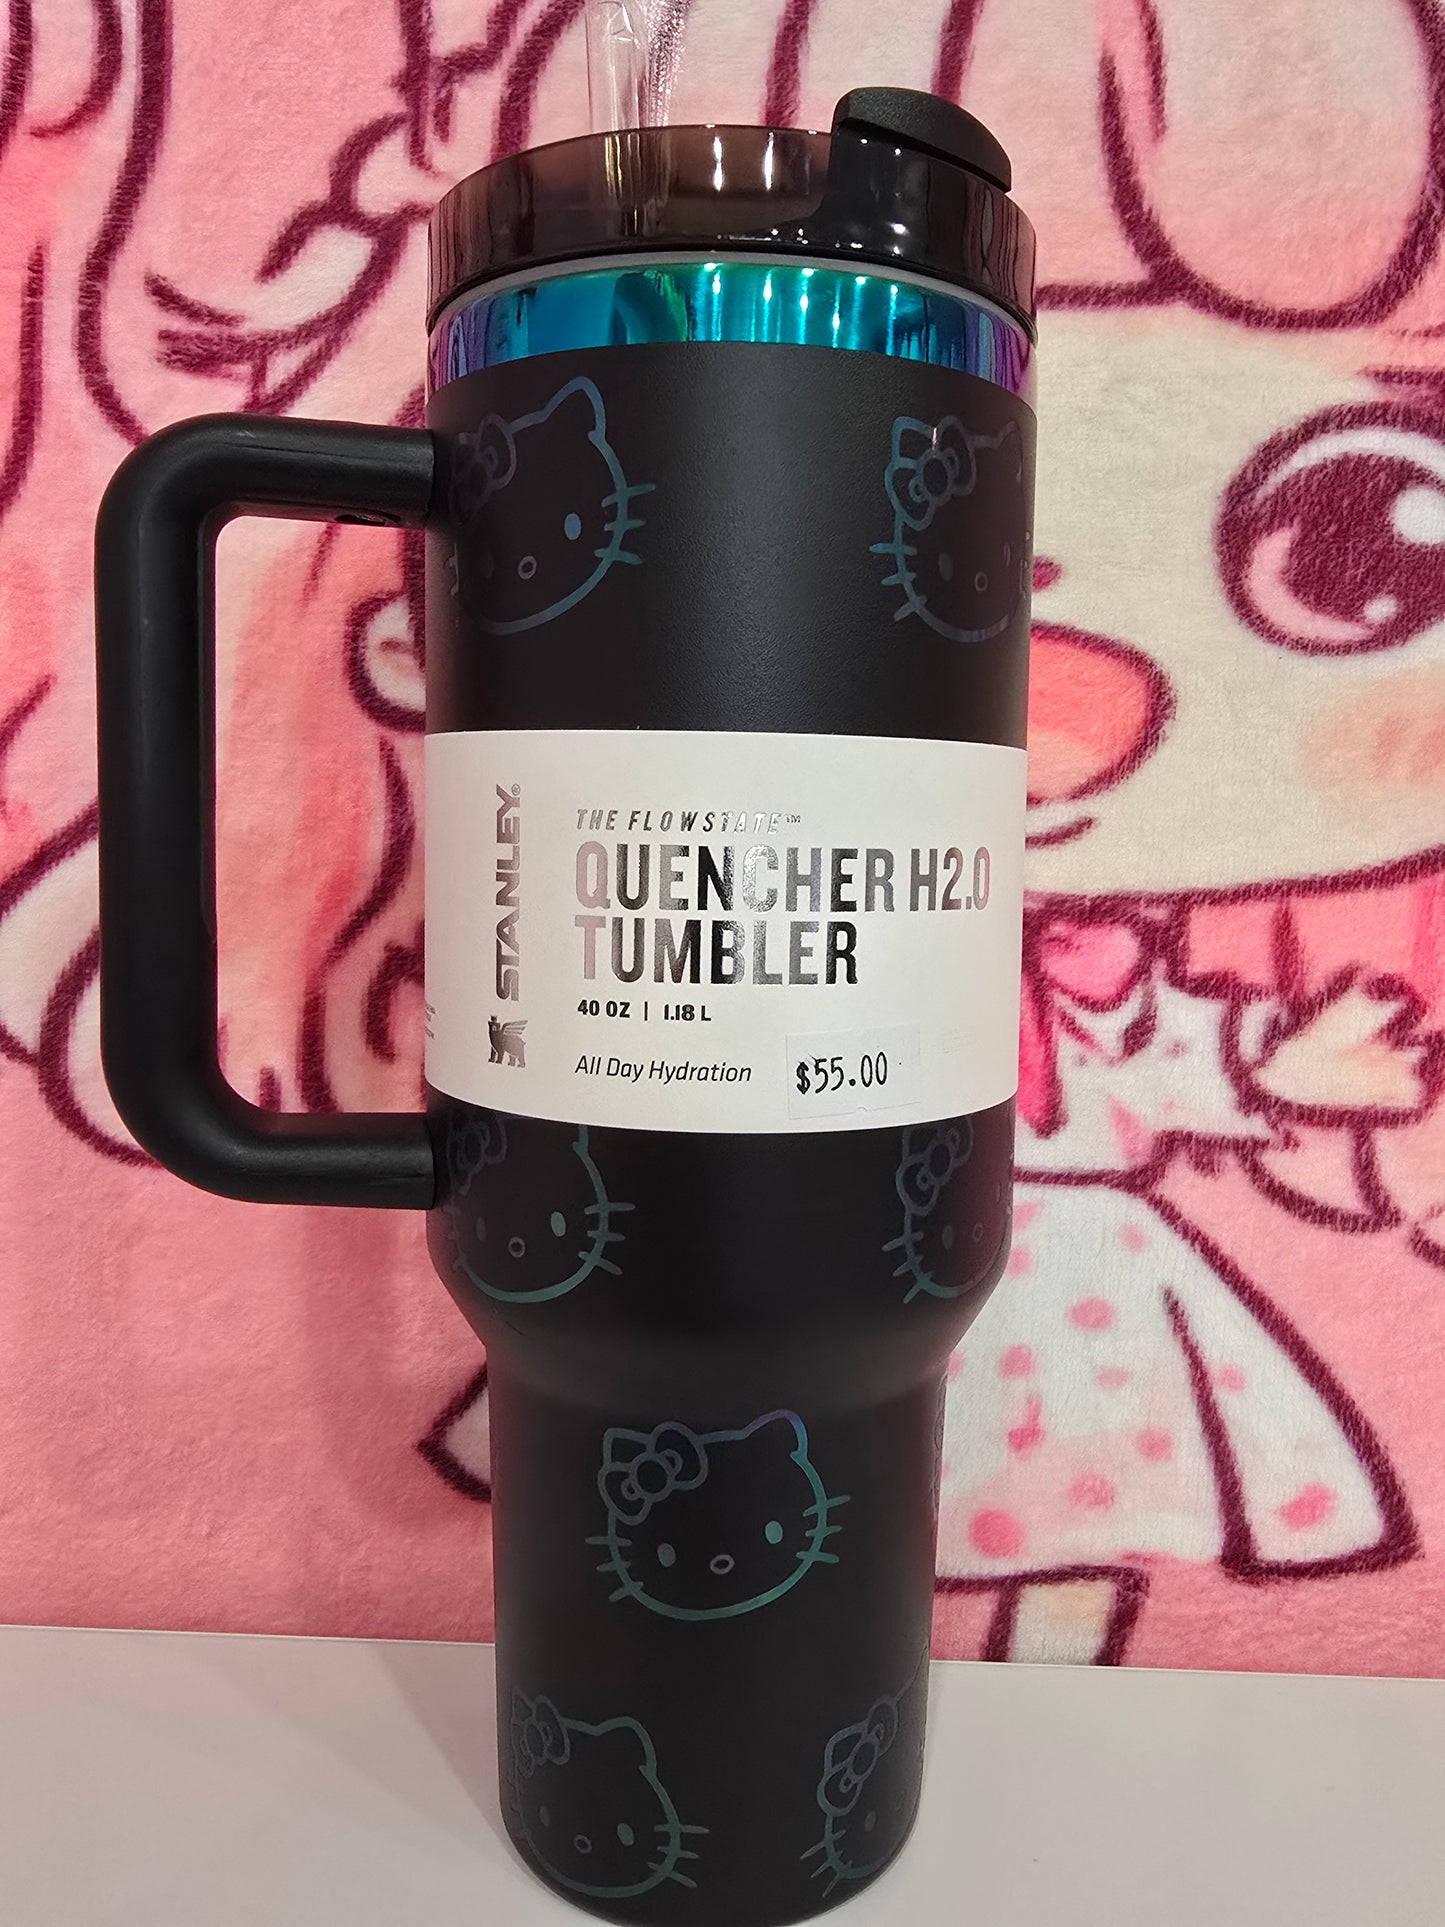 STANLEY®
THE FLOWSTATE™
QUENCHER H2.0
TUMBLER
40 OZ | 1.18 L
All Day Hydration
$55.00